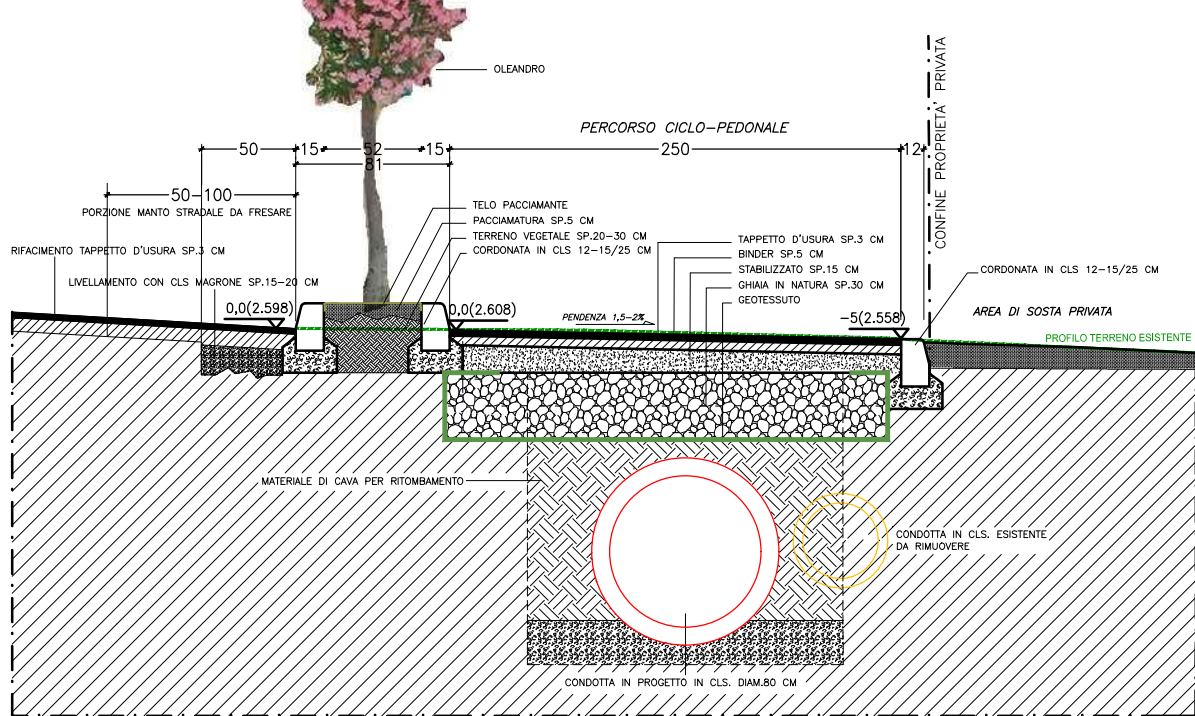 OLEANDRO
CONFINE PROPRIETA' PRIVATA
PERCORSO CICLO-PEDONALE
50
15
52
15
250
12
81
50-100
PORZIONE MANTO STRADALE DA FRESARE
RIFACIMENTO TAPPETTO D'USURA SP.3 CM
LIVELLAMENTO CON CLS MAGRONE SP.15-20 CM
TELO PACCIAMANTE
PACCIAMATURA SP.5 CM
TERRENO VEGETALE SP.20-30 CM
CORDONATA IN CLS 12-15/25 CM
TAPPETTO D'USURA SP.3 CM
BINDER SP.5 CM
STABILIZZATO SP.15 CM
GHIAIA IN NATURA SP.30 CM
GEOTESSUTO
CORDONATA IN CLS 12-15/25 CM
0,0(2.598)
0,0(2.608)
PENDENZA 1,5-2%
-5(2.558)
AREA DI SOSTA PRIVATA
PROFILO TERRENO ESISTENTE
MATERIALE DI CAVA PER RITOMBAMENTO
CONDOTTA IN CLS. ESISTENTE
DA RIMUOVERE
CONDOTTA IN PROGETTO IN CLS. DIAM.80 CM